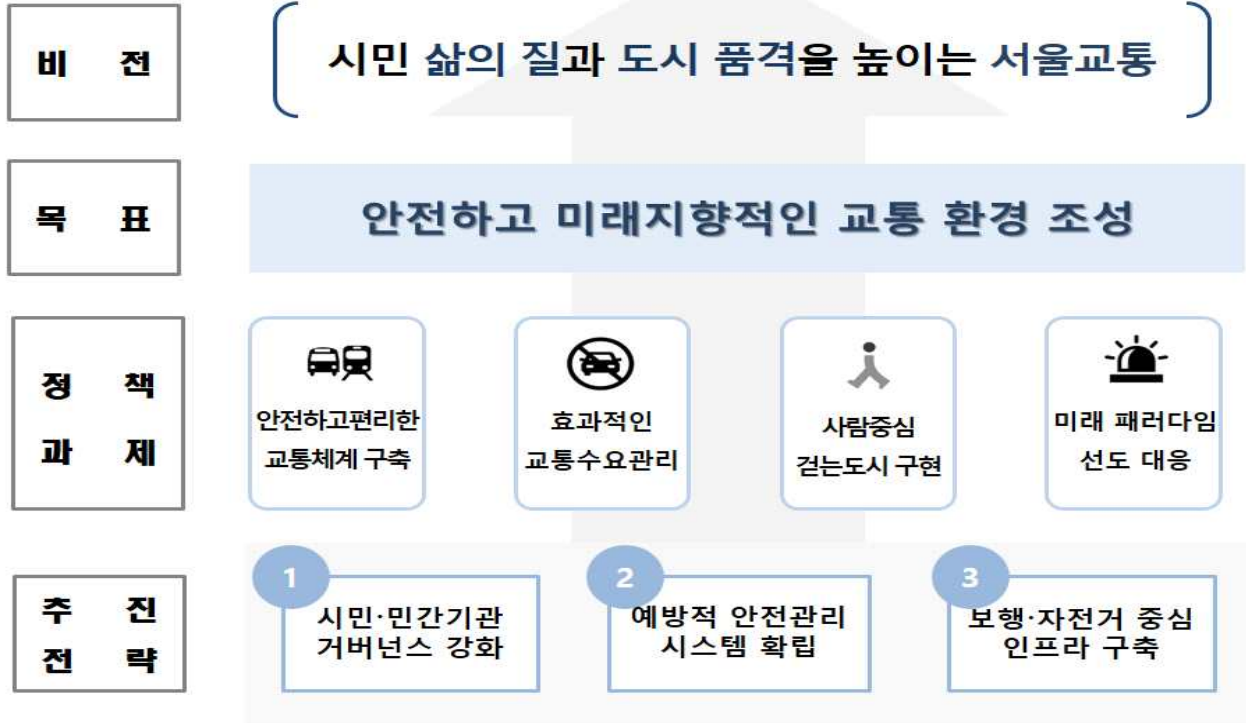 비 전
시민 삶의 질과 도시 품격을 높이는 서울교통
목 표
안전하고 미래지향적인 교통 환경 조성
정 책
과 제
안전하고편리한
교통체계 구축
효과적인
교통수요관리
사람중심
걷는도시 구현
미래 패러다임
선도 대응
추 진
전 략
1
시민·민간기관
거버넌스 강화
2
예방적 안전관리
시스템 확립
3
보행·자전거 중심
인프라 구축